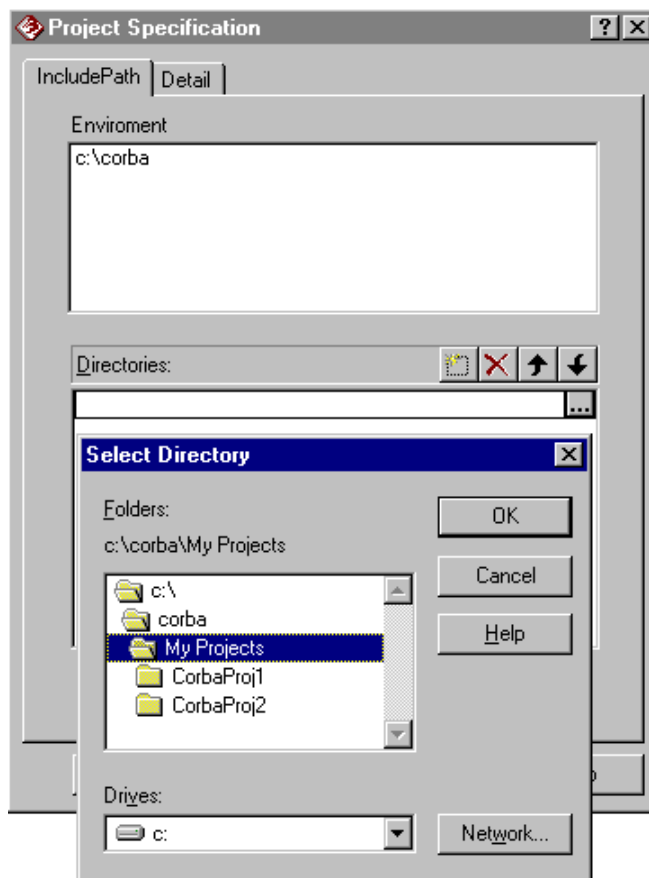 Project Specification
IncludePath
Detail
Enviroment
c:\corba
Directories:
...
Select Directory
Folders:
OK
c:\corba\My Projects
Cancel
c:\
corba
Help
My Projects
CorbaProj1
CorbaProj2
Drives:
c:
Network...